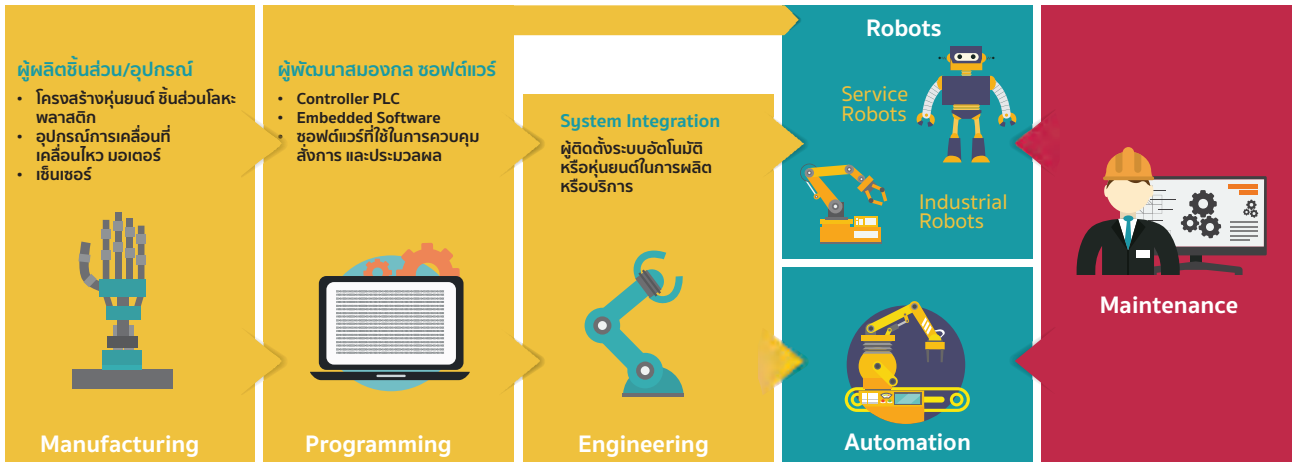 ผู้ผลิตชิ้นส่วน/อุปกรณ์
• โครงสร้างหุ่นยนต์ ชิ้นส่วนโลหะ
พลาสติก
• อุปกรณ์การเคลื่อนที่
เคลื่อนไหว มอเตอร์
• เซ็นเซอร์
Manufacturing
ผู้พัฒนาสมองกล ซอฟต์แวร์
• Controller PLC
• Embedded Software
• ซอฟต์แวร์ที่ใช้ในการควบคุม
สั่งการ และประมวลผล
Programming
System Integration
ผู้ติดตั้งระบบอัตโนมัติ
หรือหุ่นยนต์ในการผลิต
หรือบริการ
Engineering
Robots
Service
Robots
Industrial
Robots
Automation
Maintenance